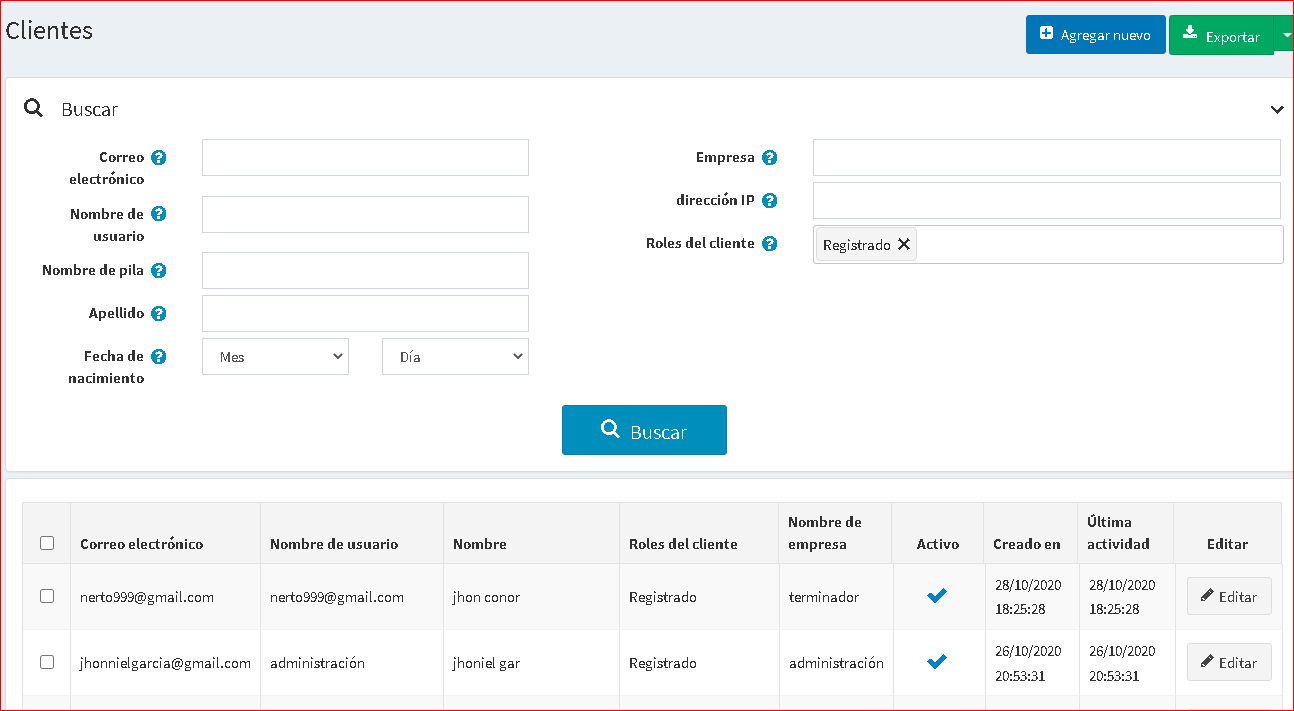 Clientes
Agregar nuevo
Exportar
Buscar
Correo
electrónico
Empresa
Nombre de
usuario
dirección IP
Roles del cliente
Registrado
Nombre de pila
Apellido
Fecha de
nacimiento
Mes
Día
Buscar
Correo electrónico
Nombre de usuario
Nombre
Roles del cliente
Nombre de
empresa
Activo
Creado en
Última
actividad
Editar
nerto999@gmail.com
nerto999@gmail.com
jhon conor
Registrado
terminador
28/10/2020
18:25:28
28/10/2020
18:25:28
Editar
jhonnielgarcia@gmail.com
administración
jhoniel gar
Registrado
administración
26/10/2020
20:53:31
26/10/2020
20:53:31
Editar